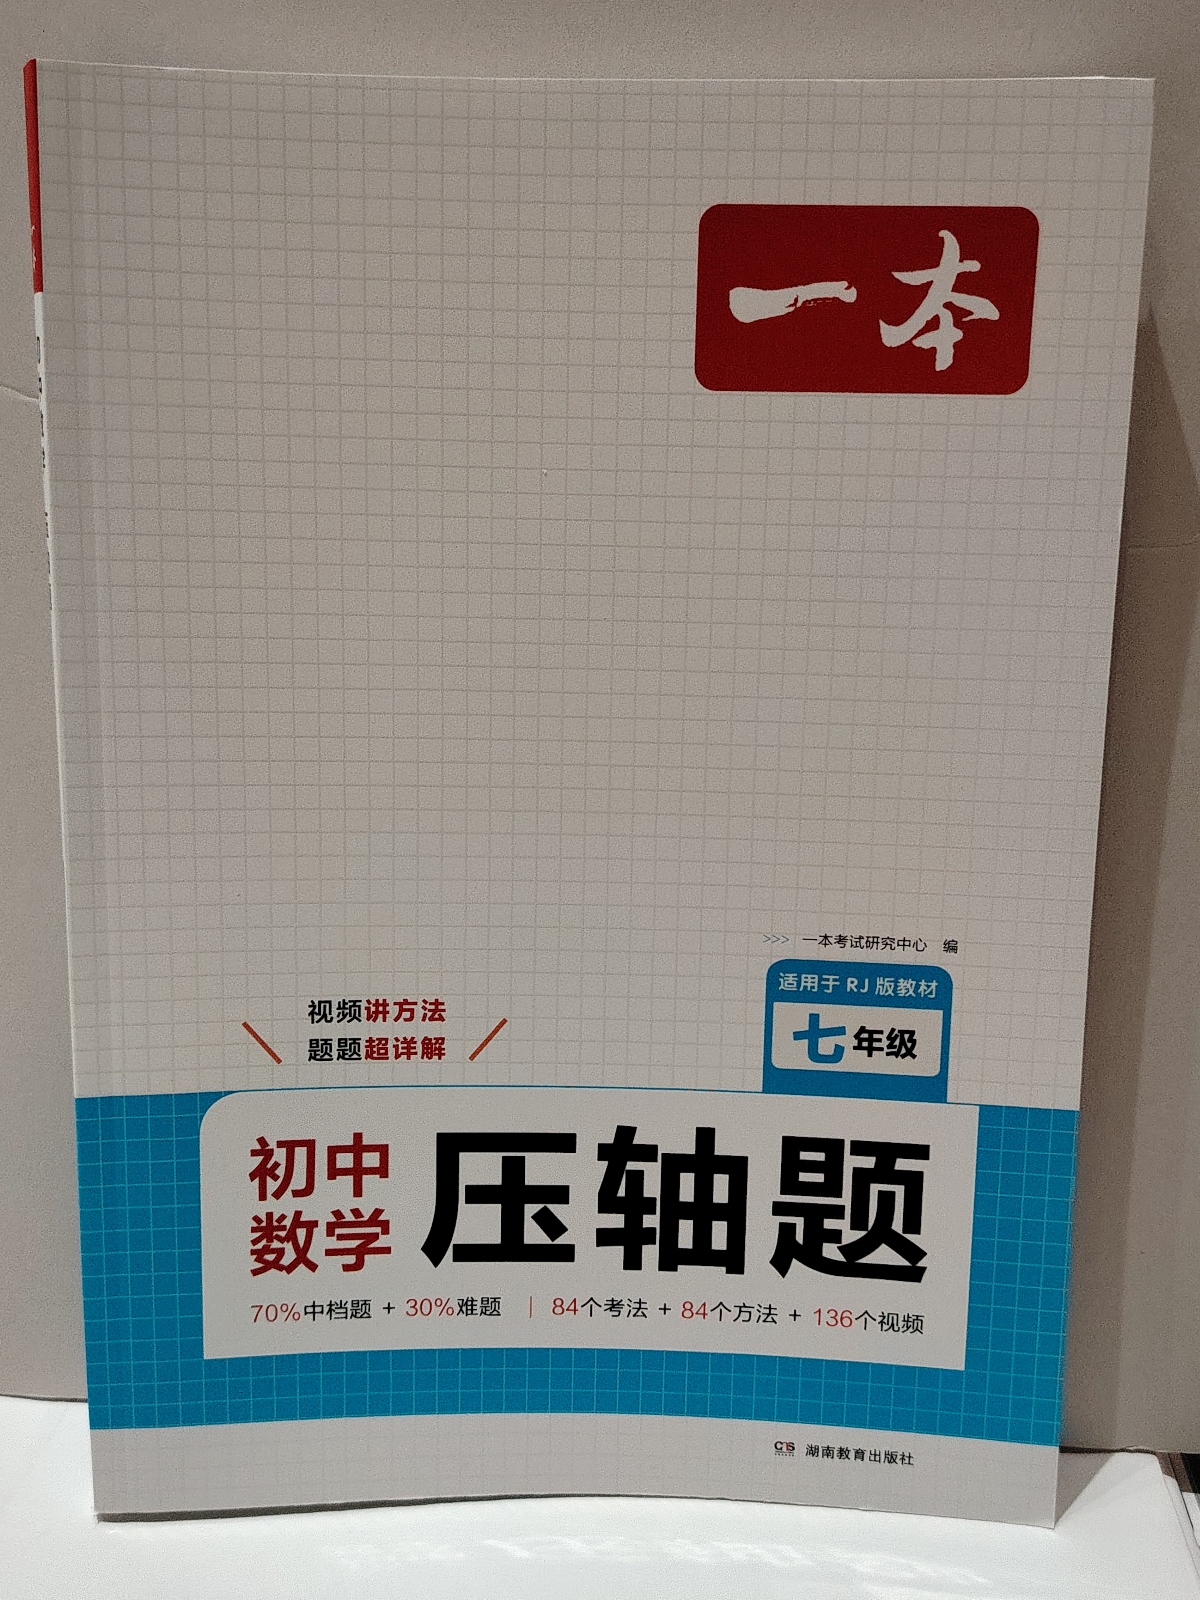 一本
>>> 一本考试研究中心 编
适用于 RJ 版教材
七年级
视频讲方法
题题超详解
初中
数学
压轴题
70%中档题 + 30%难题 | 84个考法 + 84个方法 + 136个视频
湖南教育出版社